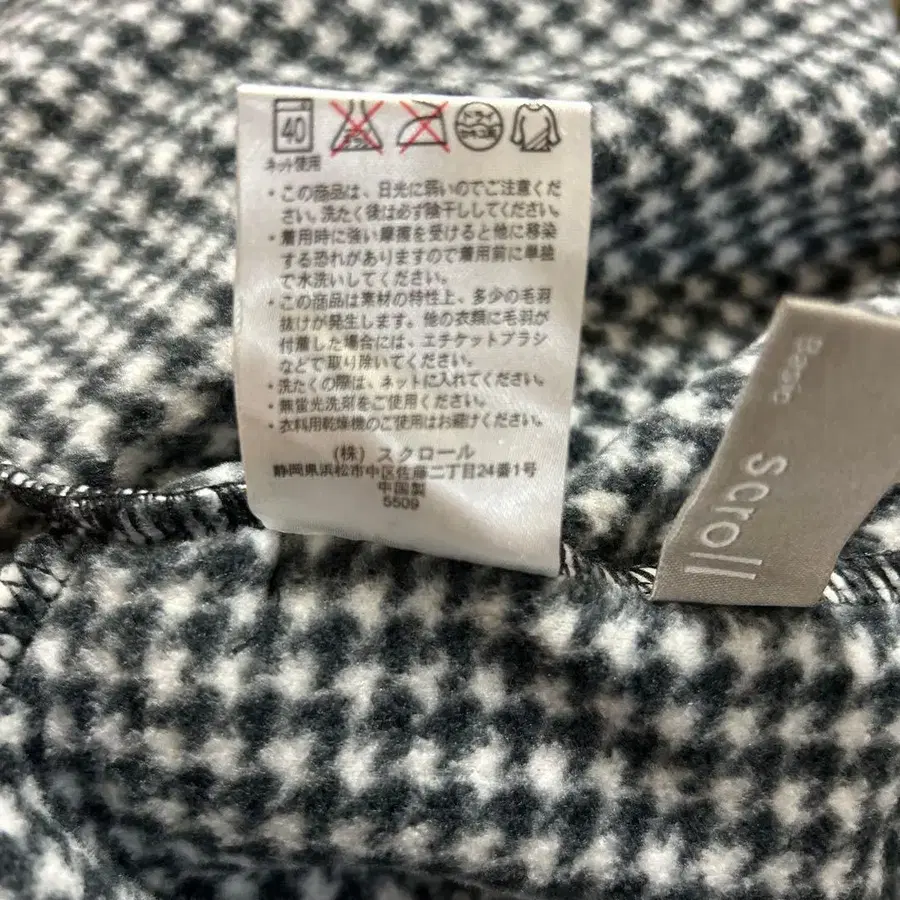 40
ネット使用
・この商品は、日光に弱いのでご注意くだ
さい。洗たく後は必ず陰干ししてください。
・着用時に強い摩擦を受けると他に移染
する恐れがありますので着用前に単独
で水洗いしてください。
・この商品は素材の特性上、多少の毛羽
抜けが発生します。他の衣類に毛羽が
付着した場合には、エチケットブラシ
などで取り除いてください。
・洗たくの際は、ネットに入れてください。
・無蛍光洗剤をご使用ください。
・衣料用乾燥機のご使用はお避けください。
(株) スクロール
静岡県浜松市中区佐藤二丁目24番1号
中国製
5509
Basic
Scroll